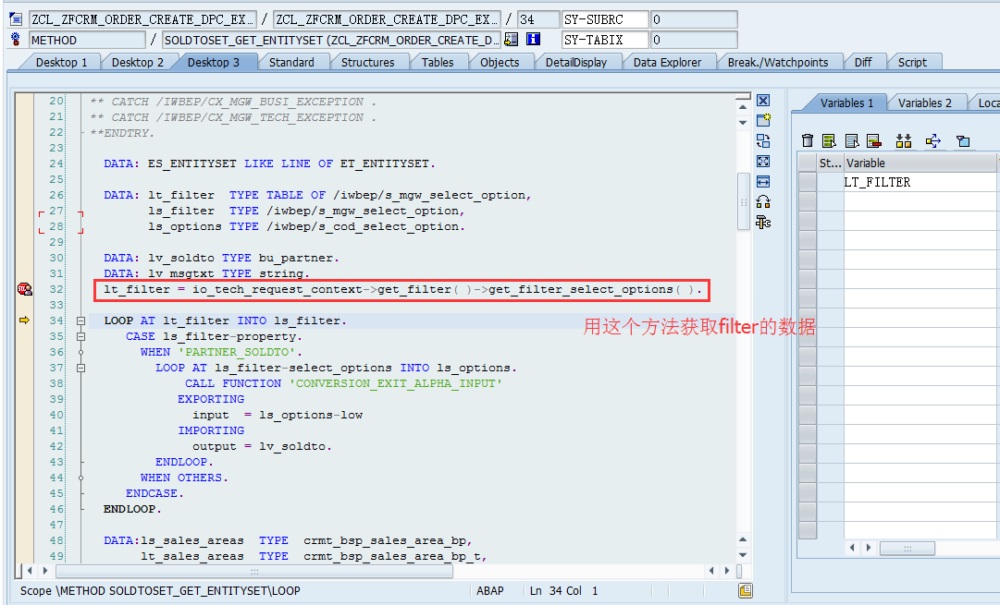 ZCL_ZFCRM_ORDER_CREATE_DPC_EX... / ZCL_ZFCRM_ORDER_CREATE_DPC_EX... / 34 SY-SUBRC 0
METHOD / SOLDTOSET_GET_ENTITYSET (ZCL_ZFCRM_ORDER_CREATE_D... SY-TABIX 0
Desktop 1 Desktop 2 Desktop 3 Standard Structures Tables Objects DetailDisplay Data Explorer Break./Watchpoints Diff Script
20 ** CATCH /IWBEP/CX_MGW_BUSI_EXCEPTION .
21 ** CATCH /IWBEP/CX_MGW_TECH_EXCEPTION .
22 **ENDTRY.
23
24 DATA: ES_ENTITYSET LIKE LINE OF ET_ENTITYSET.
25
26 DATA: lt_filter TYPE TABLE OF /iwbep/s_mgw_select_option,
27 ls_filter TYPE /iwbep/s_mgw_select_option,
28 ls_options TYPE /iwbep/s_cod_select_option.
29
30 DATA: lv_soldto TYPE bu_partner.
31 DATA: lv_msgtxt TYPE string.
32 lt_filter = io_tech_request_context->get_filter( )->get_filter_select_options( ).
33
34 LOOP AT lt_filter INTO ls_filter.
用这个方法获取filter的数据
35 CASE ls_filter-property.
36 WHEN 'PARTNER_SOLDTO'.
37 LOOP AT ls_filter-select_options INTO ls_options.
38 CALL FUNCTION 'CONVERSION_EXIT_ALPHA_INPUT'
39 EXPORTING
40 input = ls_options-low
41 IMPORTING
42 output = lv_soldto.
43 ENDLOOP.
44 WHEN OTHERS.
45 ENDCASE.
46 ENDLOOP.
47
48 DATA:ls_sales_areas TYPE crmt_bsp_sales_area_bp,
49 lt_sales_areas TYPE crmt_bsp_sales_area_bp_t,
Scope \METHOD SOLDTOSET_GET_ENTITYSET\LOOP ABAP Ln 34 Col 1
Variables 1 Variables 2 Loca
St... Variable
LT_FILTER